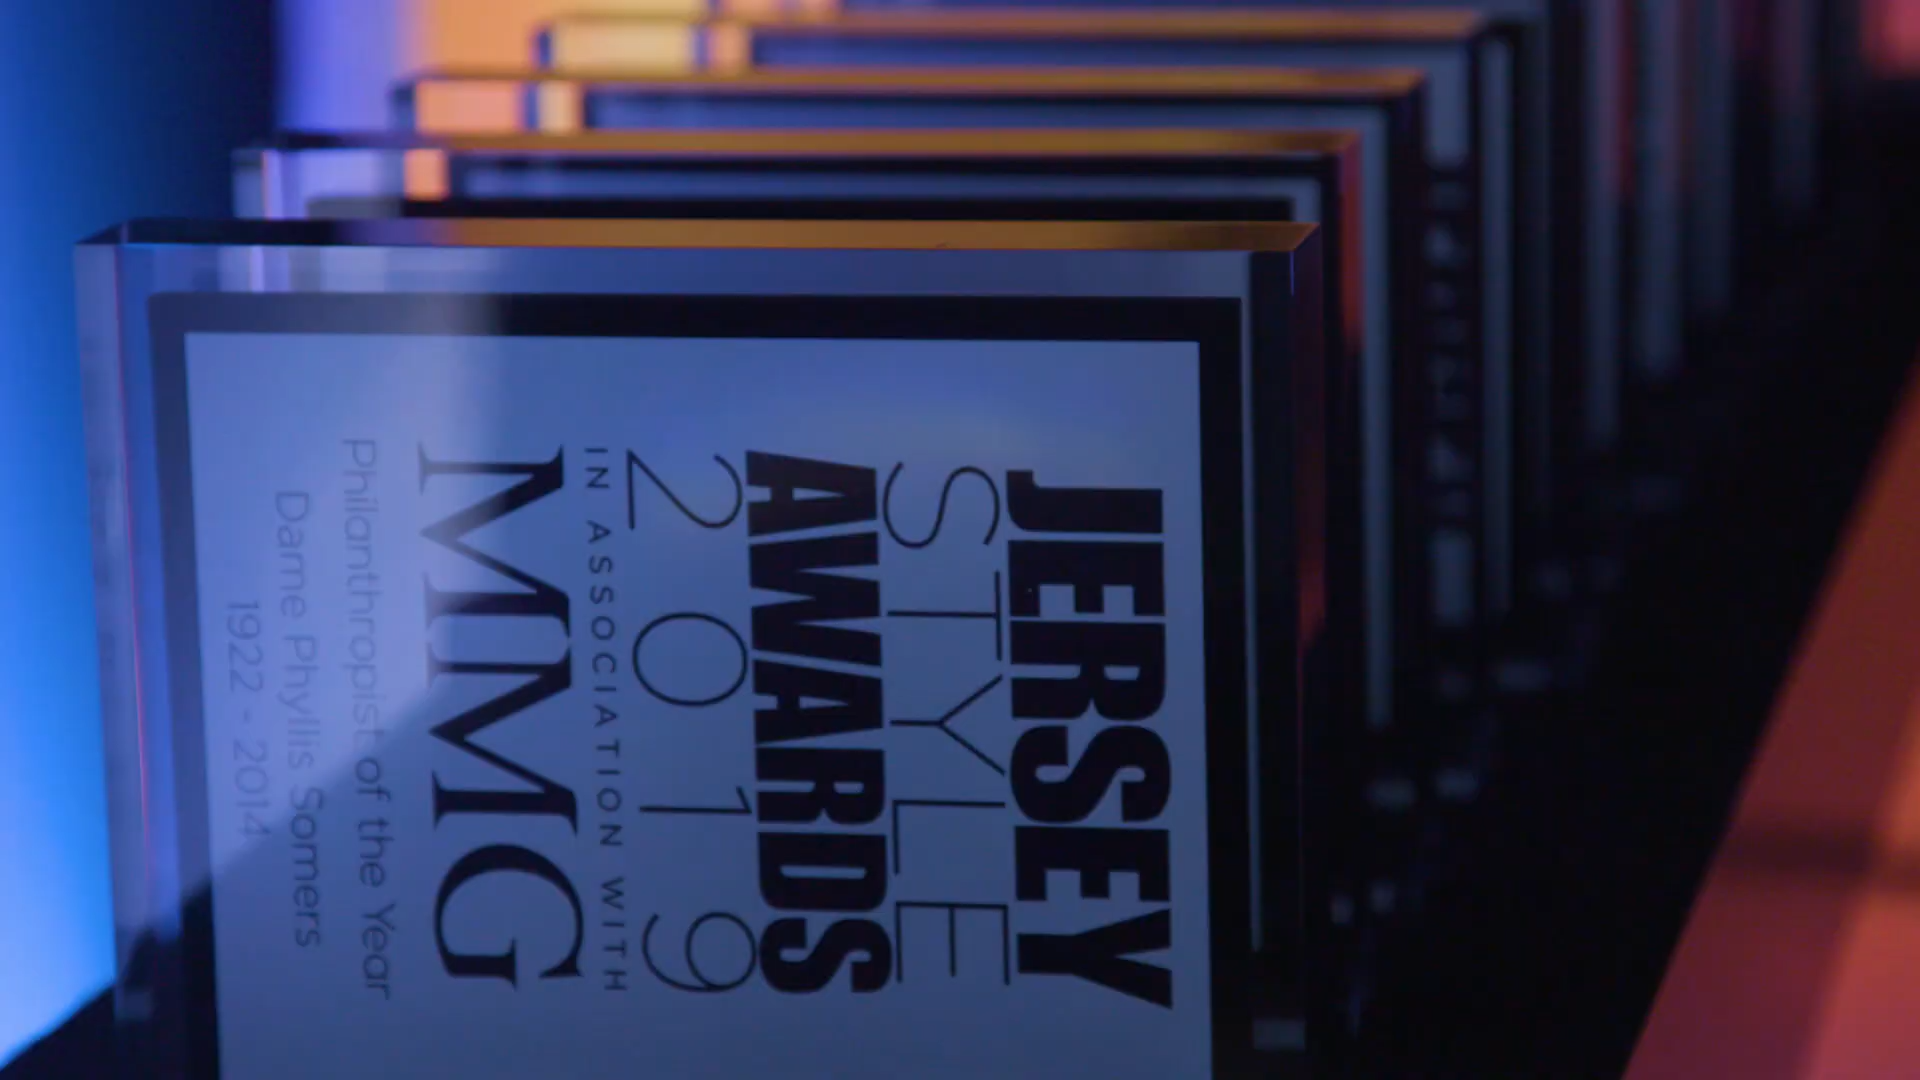 JERSEY
STYLE
AWARDS
2019
IN ASSOCIATION WITH
MMG
Philanthropist of the Year
Dame Phyllis Somers
1922 - 2014